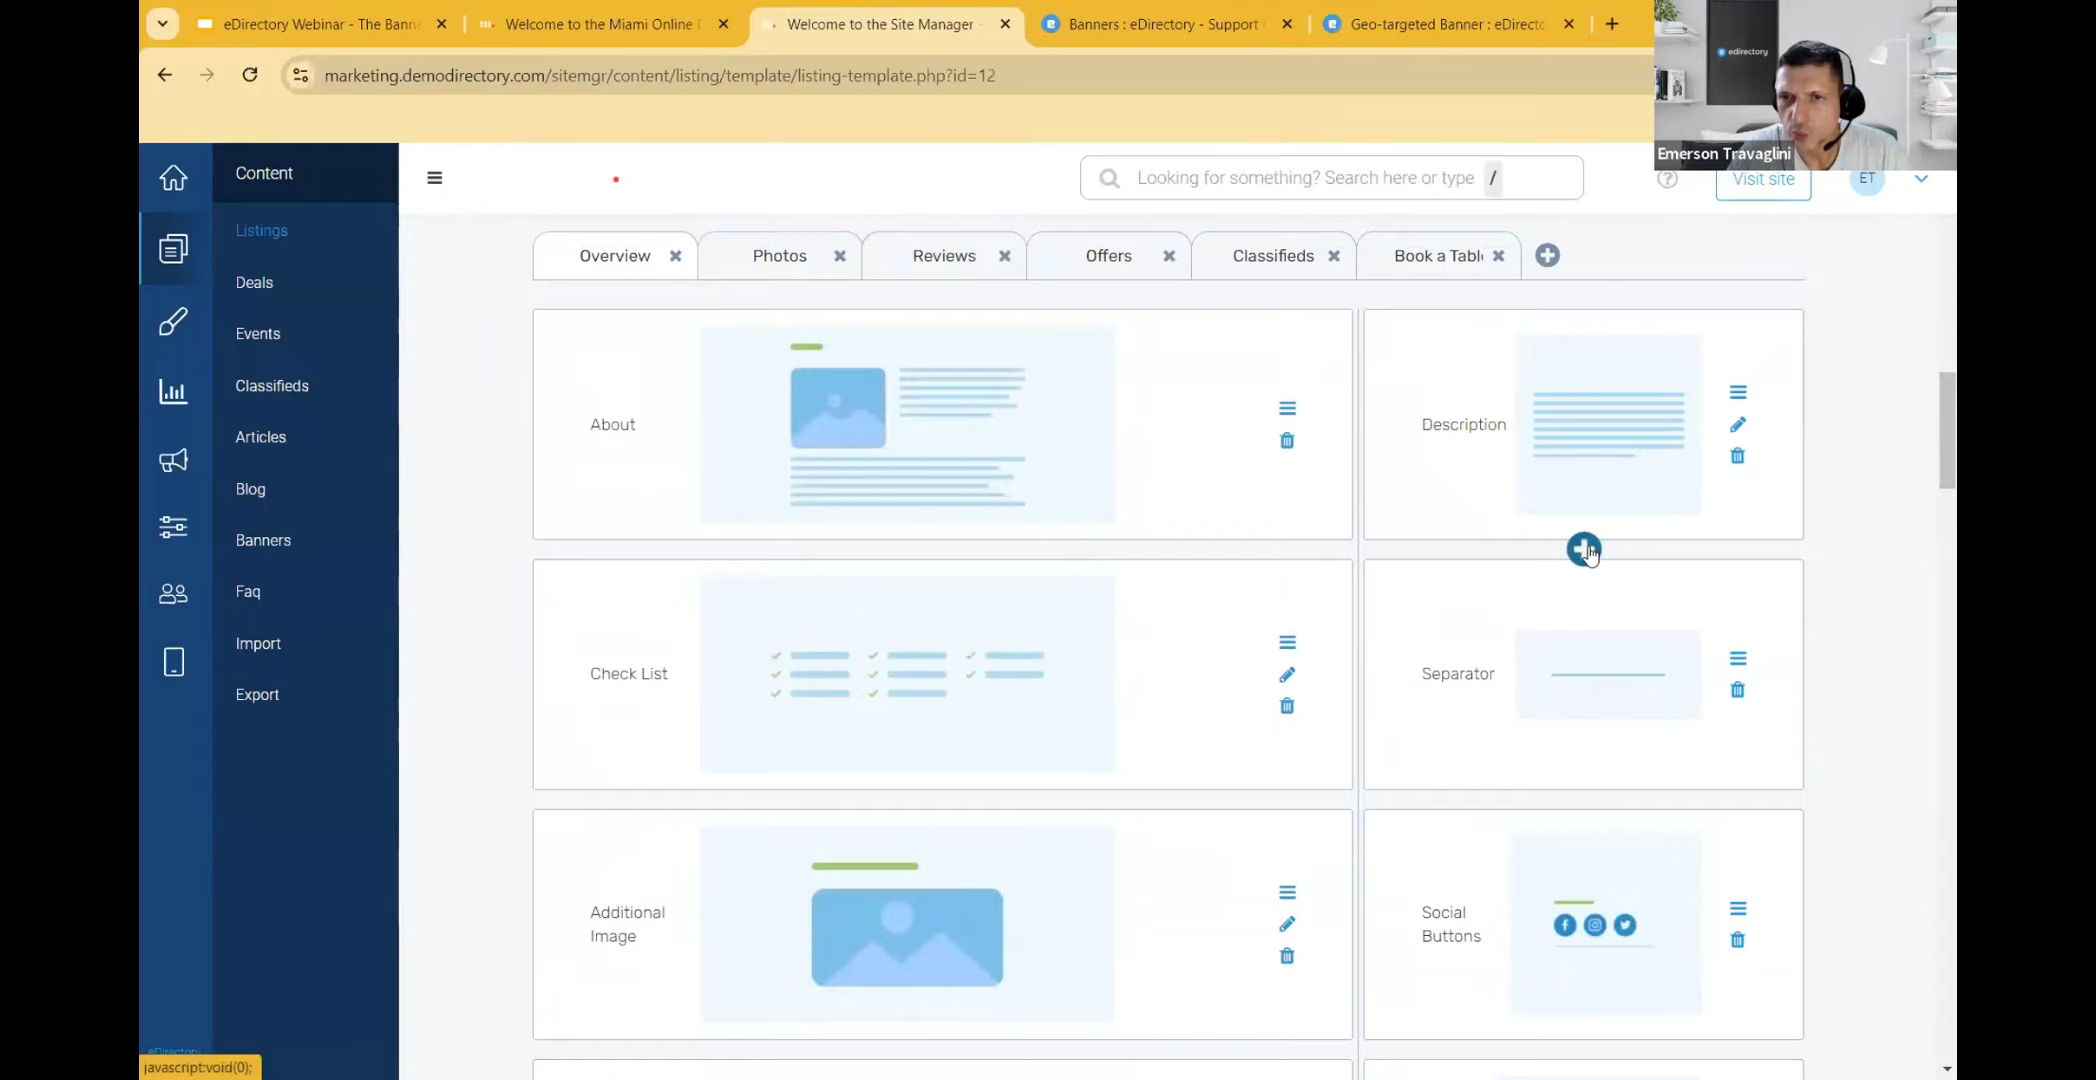 eDirectory Webinar - The Bann
Welcome to the Miami Online
Welcome to the Site Manager -
Banners : eDirectory - Support
Geo-targeted Banner : eDirect
marketing.demodirectory.com/sitemgr/content/listing/template/listing-template.php?id=12
edirectory
Emerson Travaglini
Content
Looking for something? Search here or type /
Visit site
ET
Listings
Deals
Events
Classifieds
Articles
Blog
Banners
Faq
Import
Export
Overview
Photos
Reviews
Offers
Classifieds
Book a Tabl
About
Description
Check List
Separator
Additional
Image
Social
Buttons
eDirectory
javascript:void(0);